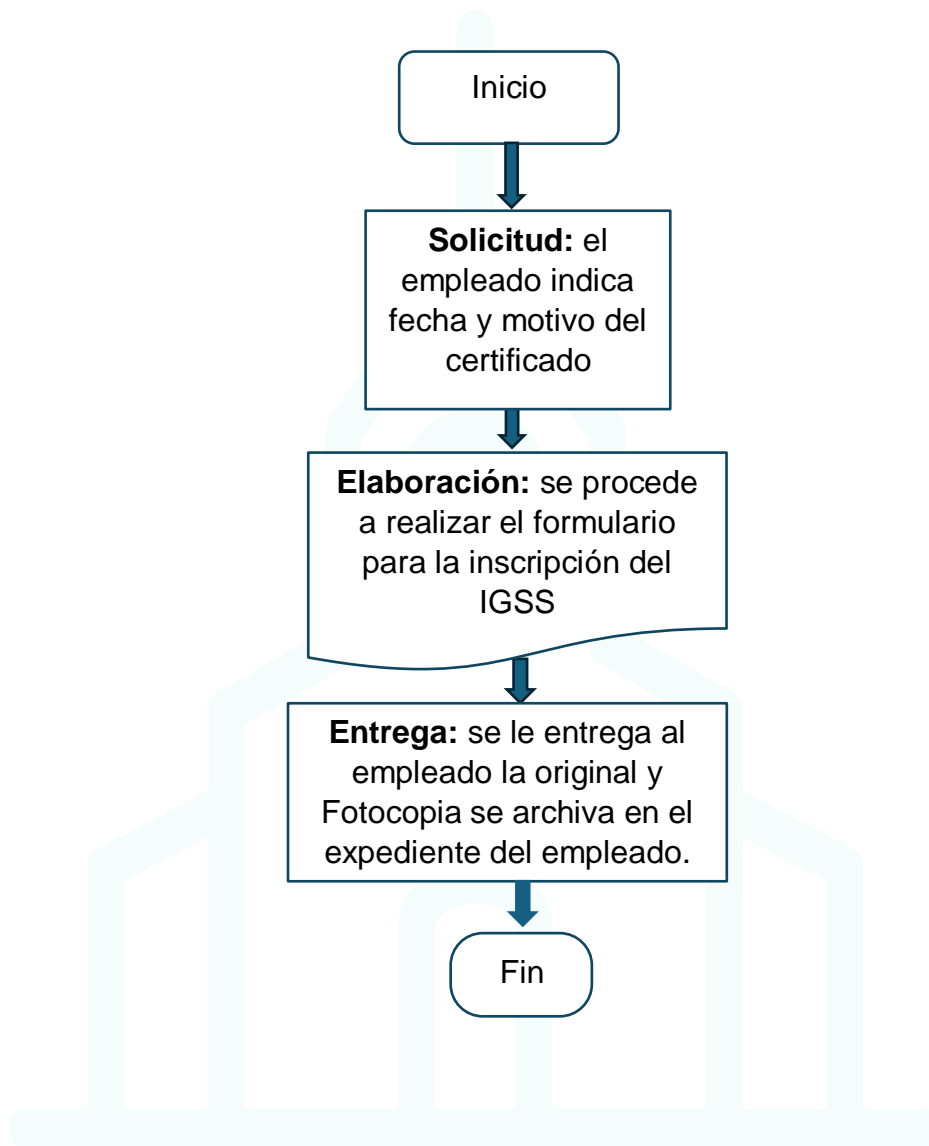 Inicio
Solicitud: el
empleado indica
fecha y motivo del
certificado
Elaboración: se procede
a realizar el formulario
para la inscripción del
IGSS
Entrega: se le entrega al
empleado la original y
Fotocopia se archiva en el
expediente del empleado.
Fin